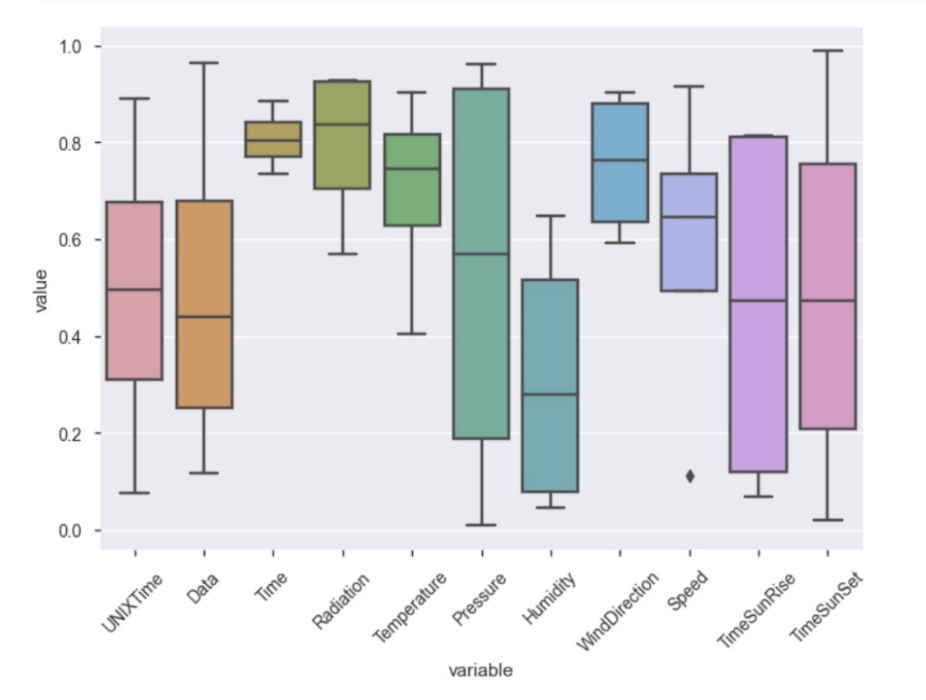 1.0
0.8
0.6
0.4
0.2
0.0
value
UNIXTime
Data
Time
Radiation
Temperature
Pressure
Humidity
WindDirection
Speed
TimeSunRise
TimeSunSet
variable